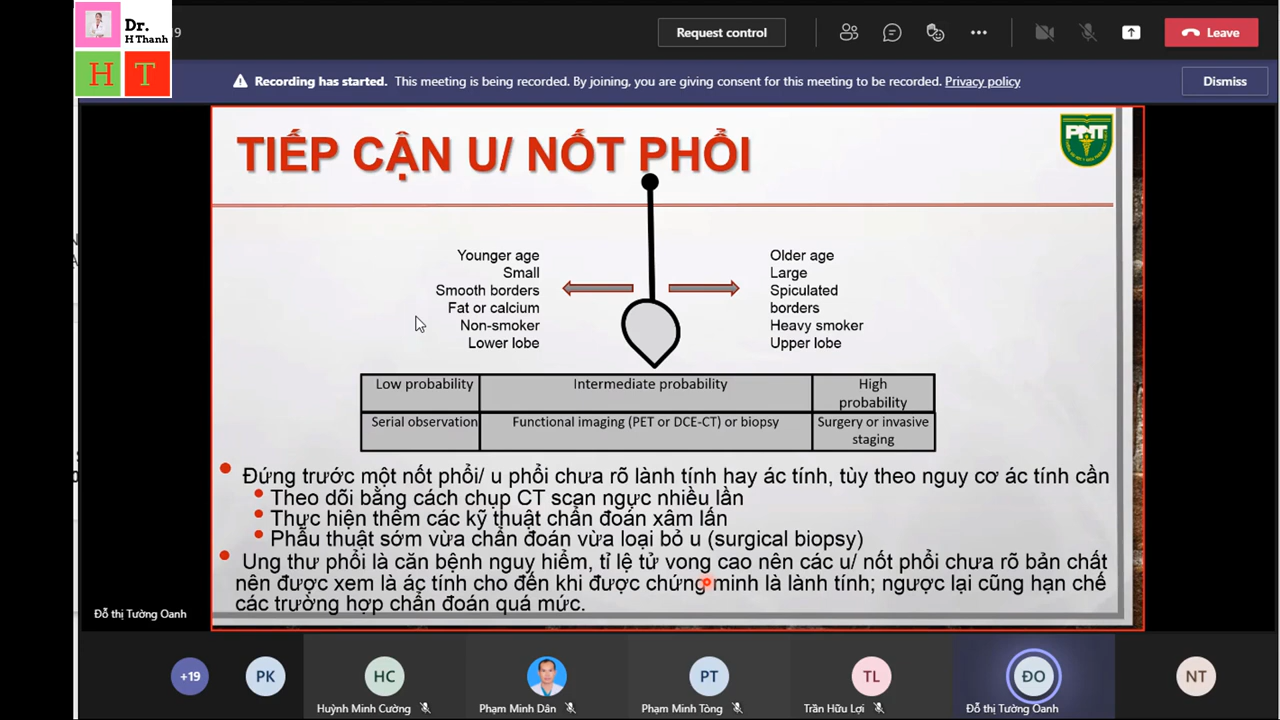 Dr.
H Thanh
H T
9
Request control
Leave
Recording has started. This meeting is being recorded. By joining, you are giving consent for this meeting to be recorded. Privacy policy
Dismiss
TIẾP CẬN U/ NỐT PHỔI
PNT
Younger age
Small
Smooth borders
Fat or calcium
Non-smoker
Lower lobe
Older age
Large
Spiculated
borders
Heavy smoker
Upper lobe
Low probability
Intermediate probability
High
probability
Serial observation
Functional imaging (PET or DCE-CT) or biopsy
Surgery or invasive
staging
Đứng trước một nốt phổi/ u phổi chưa rõ lành tính hay ác tính, tùy theo nguy cơ ác tính cần
Theo dõi bằng cách chụp CT scan ngực nhiều lần
Thực hiện thêm các kỹ thuật chẩn đoán xâm lấn
Phẫu thuật sớm vừa chẩn đoán vừa loại bỏ u (surgical biopsy)
Ung thư phổi là căn bệnh nguy hiểm, tỉ lệ tử vong cao nên các u/ nốt phổi chưa rõ bản chất
nên được xem là ác tính cho đến khi được chứng minh là lành tính; ngược lại cũng hạn chế
các trường hợp chẩn đoán quá mức.
Đỗ thị Tường Oanh
+19
PK
HC
Huỳnh Minh Cường
Phạm Minh Dân
PT
Phạm Minh Tòng
TL
Trần Hữu Lợi
ĐO
Đỗ thị Tường Oanh
NT